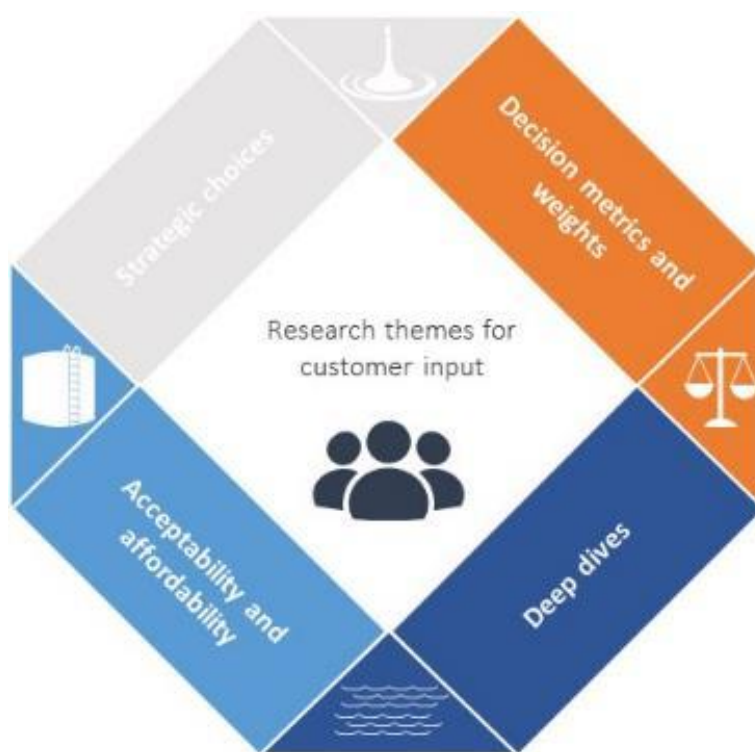 Strategic choices
Decision metrics and
weights
Research themes for
customer input
Acceptability and
affordability
Deep dives